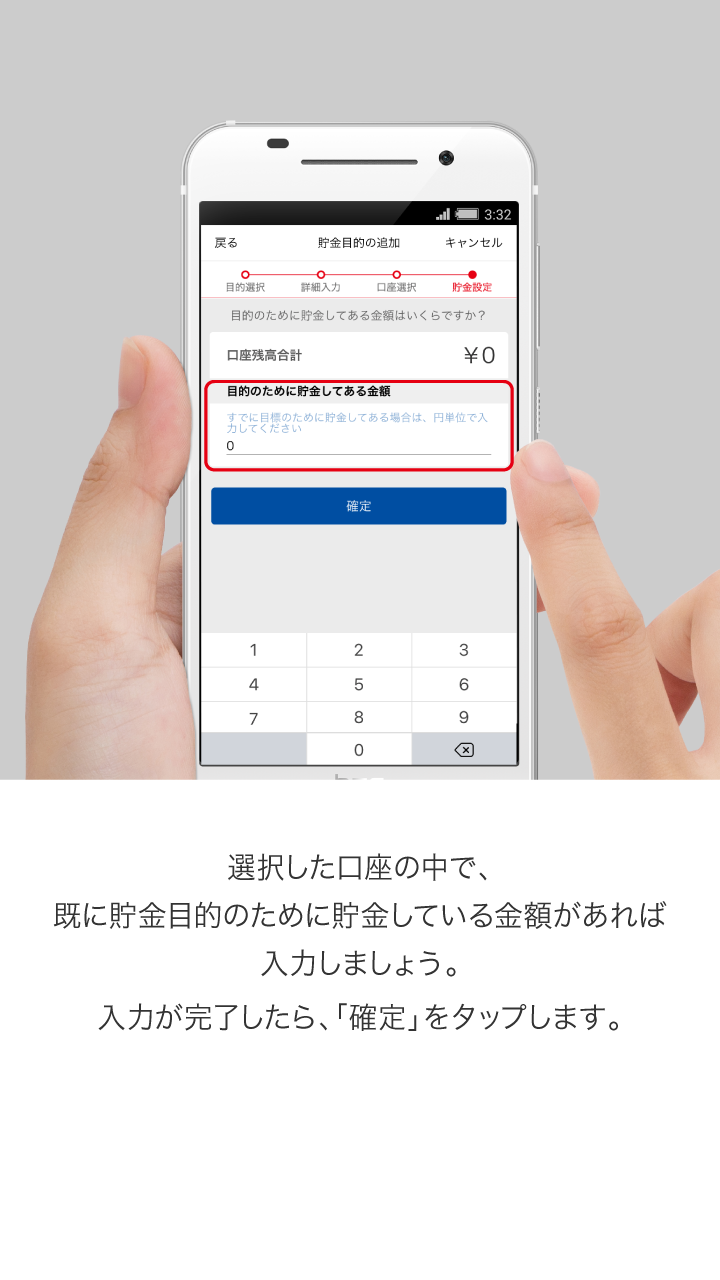 3:32
戻る 貯金目的の追加 キャンセル
目的選択 詳細入力 口座選択 貯金設定
目的のために貯金してある金額はいくらですか？
口座残高合計 ¥0
目的のために貯金してある金額
すでに目標のために貯金してある場合は、円単位で入
力してください
0
確定
1 2 3
4 5 6
7 8 9
0
選択した口座の中で、
既に貯金目的のために貯金している金額があれば
入力しましょう。
入力が完了したら、「確定」をタップします。